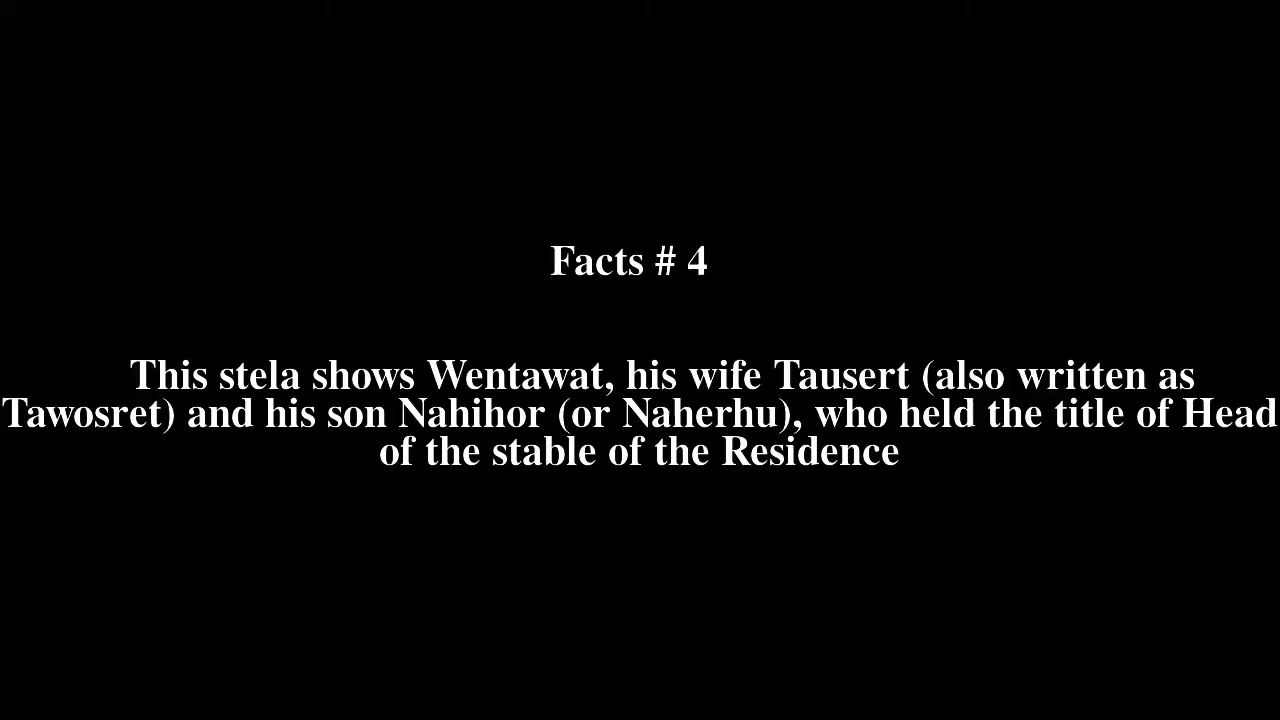 Facts # 4
This stela shows Wentawat, his wife Tausert (also written as
Tawosret) and his son Nahihor (or Naherhu), who held the title of Head
of the stable of the Residence